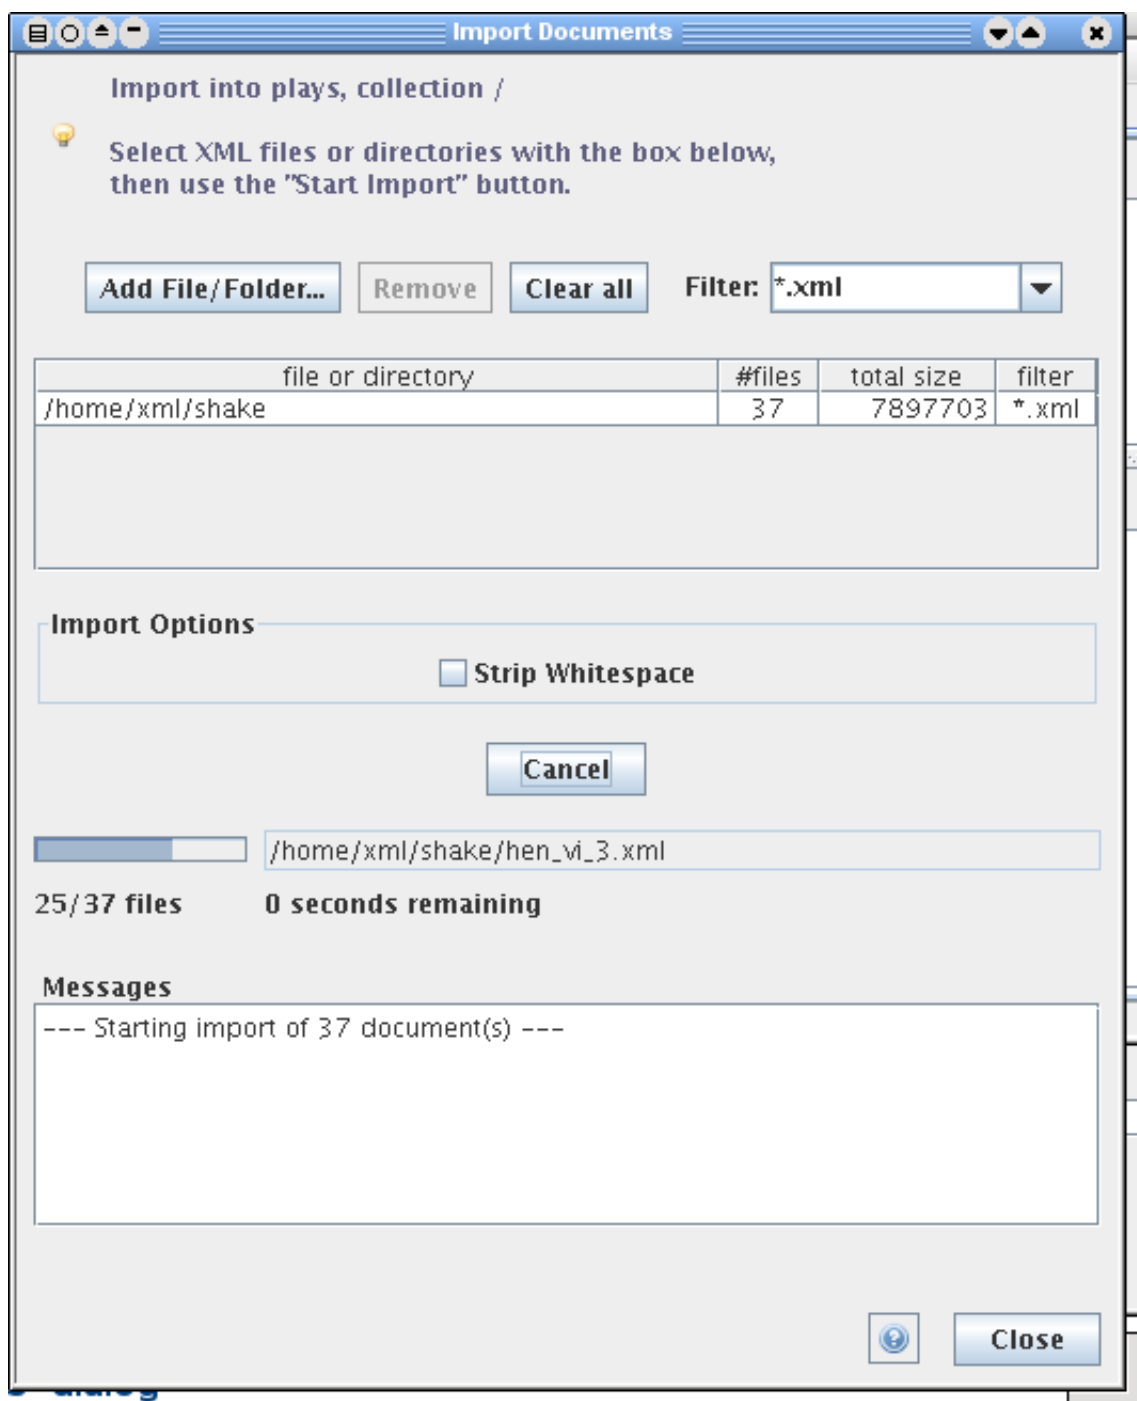 Import Documents
Import into plays, collection /
Select XML files or directories with the box below,
then use the "Start Import" button.
Add File/Folder... Remove Clear all Filter: *.xml
file or directory #files total size filter
/home/xml/shake 37 7897703 *.xml
Import Options
Strip Whitespace
Cancel
/home/xml/shake/hen_vi_3.xml
25/37 files 0 seconds remaining
Messages
--- Starting import of 37 document(s) ---
Close